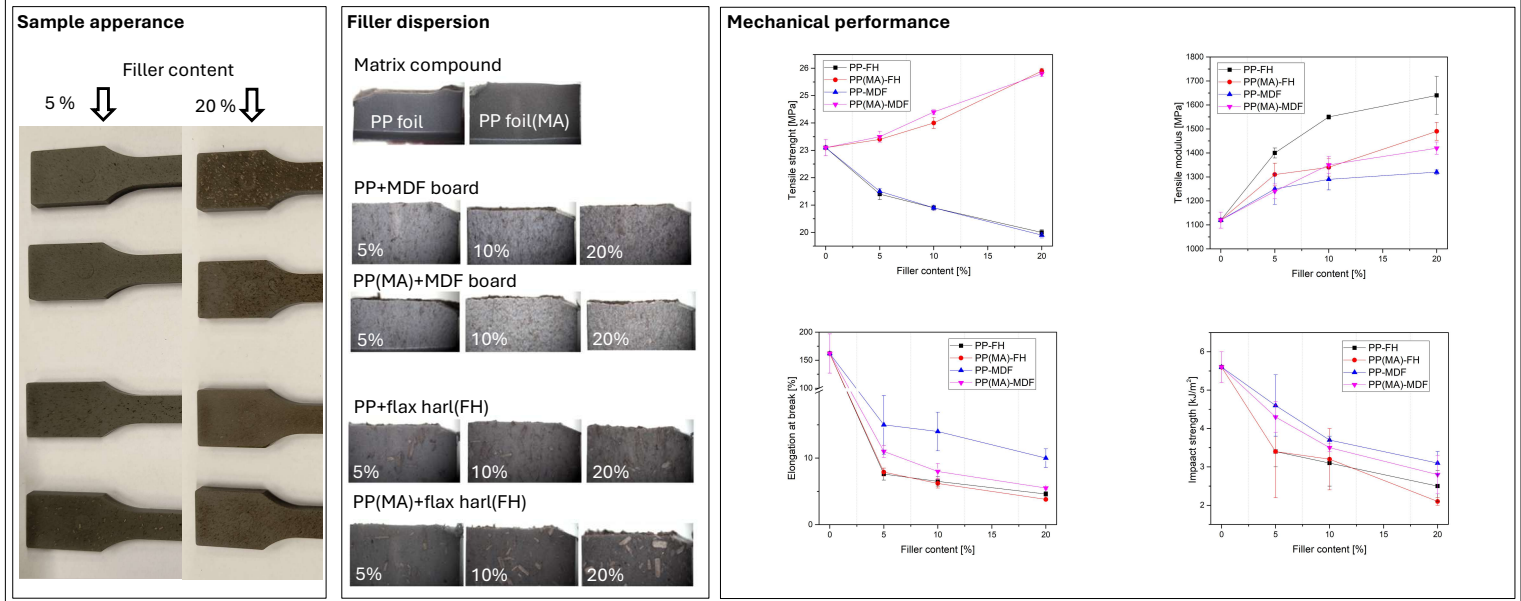 Sample apperance
Filler content
5 %
20 %
Filler dispersion
Matrix compound
PP foil
PP foil(MA)
PP+MDF board
5%
10%
20%
PP(MA)+MDF board
5%
10%
20%
PP+flax harl(FH)
5%
10%
20%
PP(MA)+flax harl(FH)
5%
10%
20%
Mechanical performance
PP-FH
PP(MA)-FH
PP-MDF
PP(MA)-MDF
Tensile strenght [MPa]
26
25
24
23
22
21
20
0 5 10 15 20
Filler content [%]
PP-FH
PP(MA)-FH
PP-MDF
PP(MA)-MDF
Tensile modulus [MPa]
1800
1700
1600
1500
1400
1300
1200
1100
1000
0 5 10 15 20
Filler content [%]
PP-FH
PP(MA)-FH
PP-MDF
PP(MA)-MDF
Elongation at break [%]
200
150
100
10
0
0 5 10 15 20
Filler content [%]
PP-FH
PP(MA)-FH
PP-MDF
PP(MA)-MDF
Impaact strength [kJ/m²]
6
5
4
3
2
0 5 10 15 20
Filler content [%]